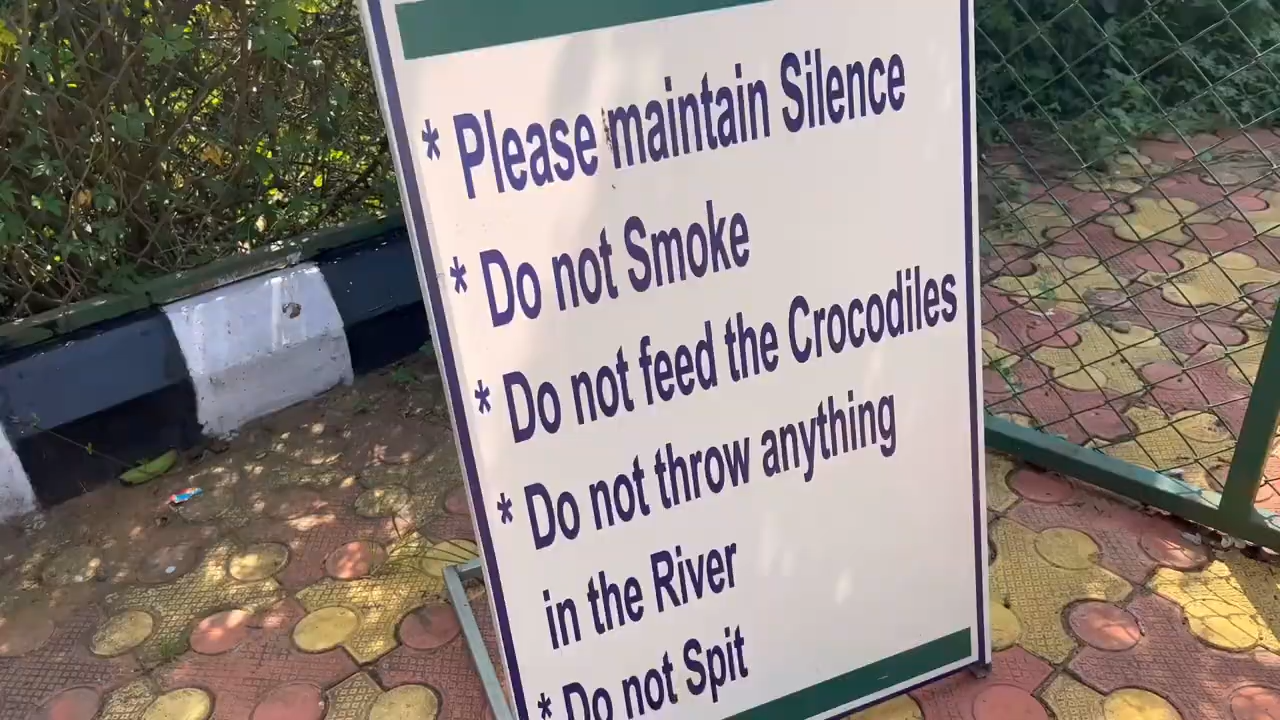 * Please maintain Silence
* Do not Smoke
* Do not feed the Crocodiles
* Do not throw anything
in the River
* Do not Spit